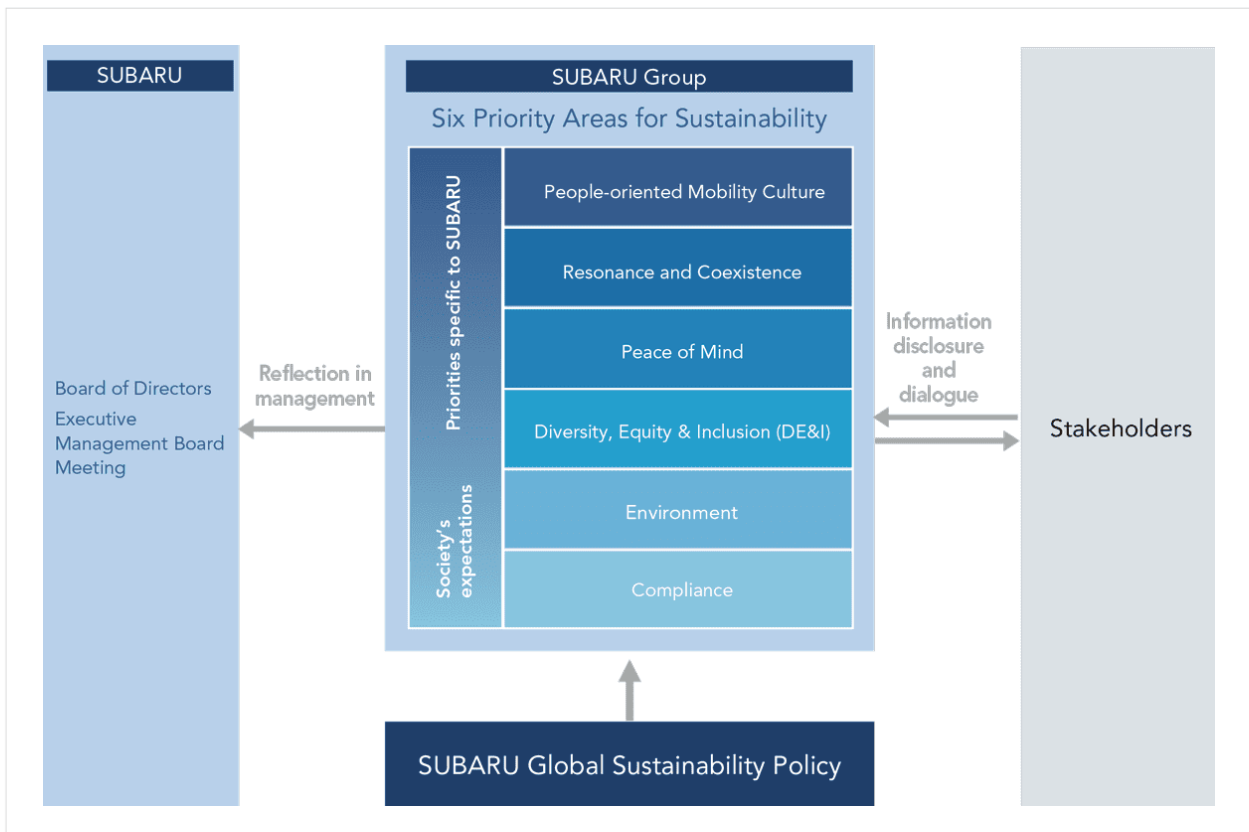 SUBARU
Board of Directors
Executive
Management Board
Meeting
Reflection in
management
SUBARU Group
Six Priority Areas for Sustainability
Priorities specific to SUBARU
Society's
expectations
People-oriented Mobility Culture
Resonance and Coexistence
Peace of Mind
Diversity, Equity & Inclusion (DE&I)
Environment
Compliance
Information
disclosure
and
dialogue
Stakeholders
SUBARU Global Sustainability Policy